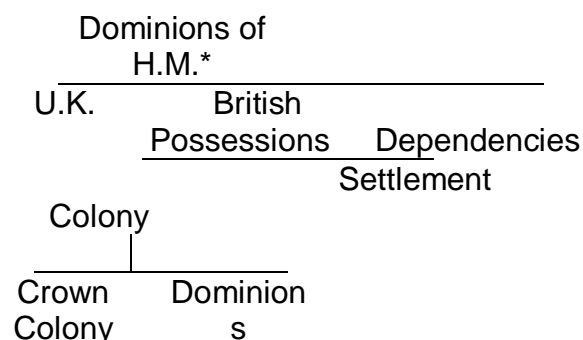 Dominions of
H.M.*
U.K. British
Possessions Dependencies
Settlement
Colony
Crown Dominion
Colony s